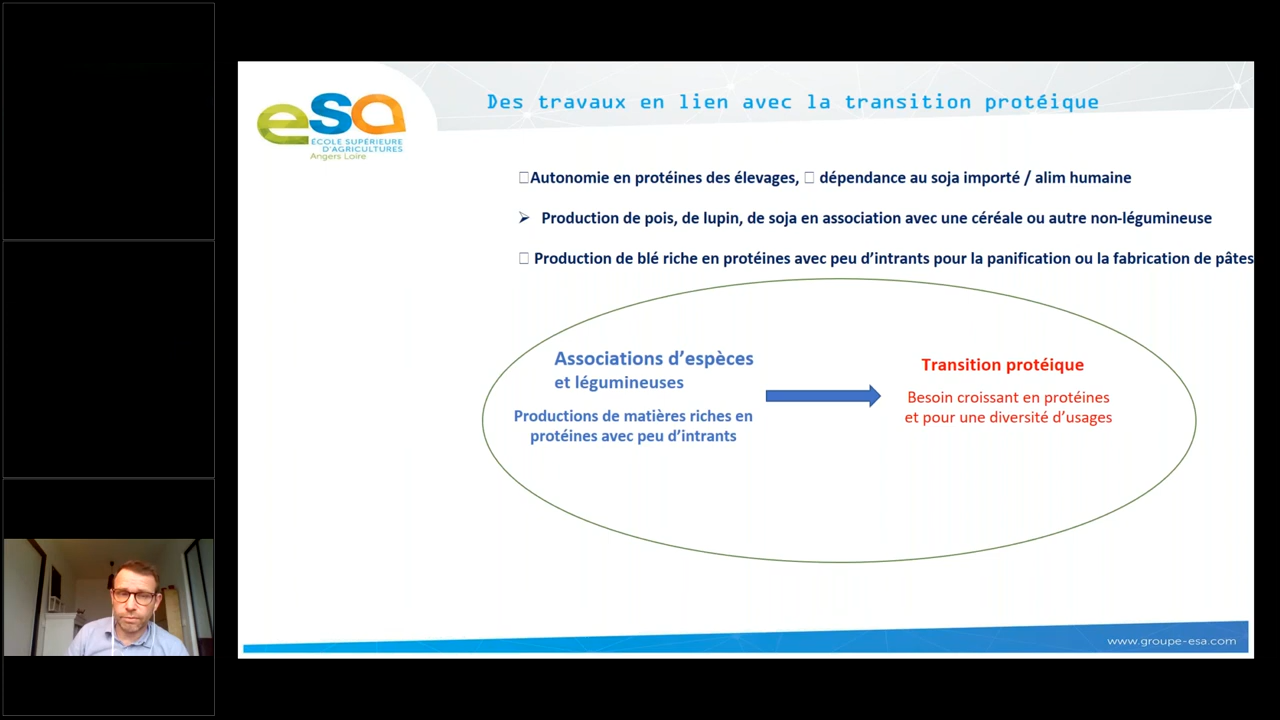 esa
ÉCOLE SUPÉRIEURE
D'AGRICULTURES
Angers Loire
Des travaux en lien avec la transition protéique
Autonomie en protéines des élevages, dépendance au soja importé / alim humaine
Production de pois, de lupin, de soja en association avec une céréale ou autre non-légumineuse
Production de blé riche en protéines avec peu d’intrants pour la panification ou la fabrication de pâtes
Associations d’espèces
et légumineuses
Productions de matières riches en
protéines avec peu d’intrants
Transition protéique
Besoin croissant en protéines
et pour une diversité d’usages
www.groupe-esa.com